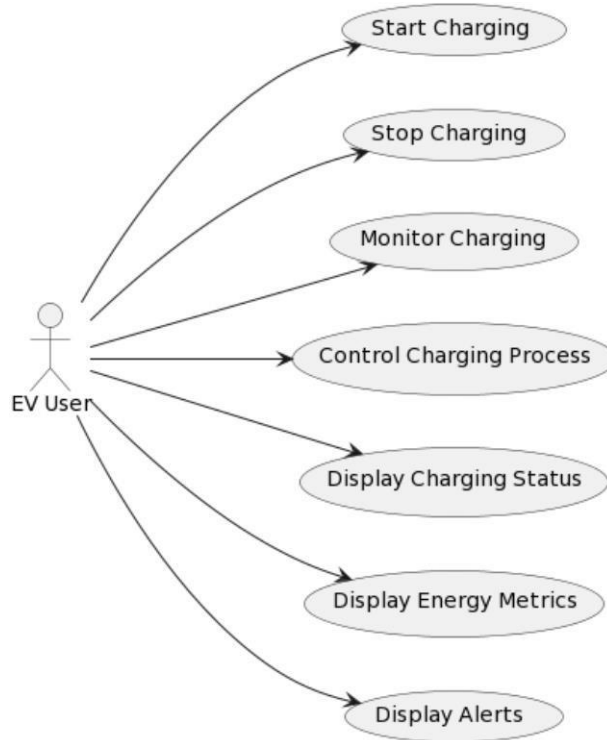 Start Charging
Stop Charging
Monitor Charging
Control Charging Process
EV User
Display Charging Status
Display Energy Metrics
Display Alerts